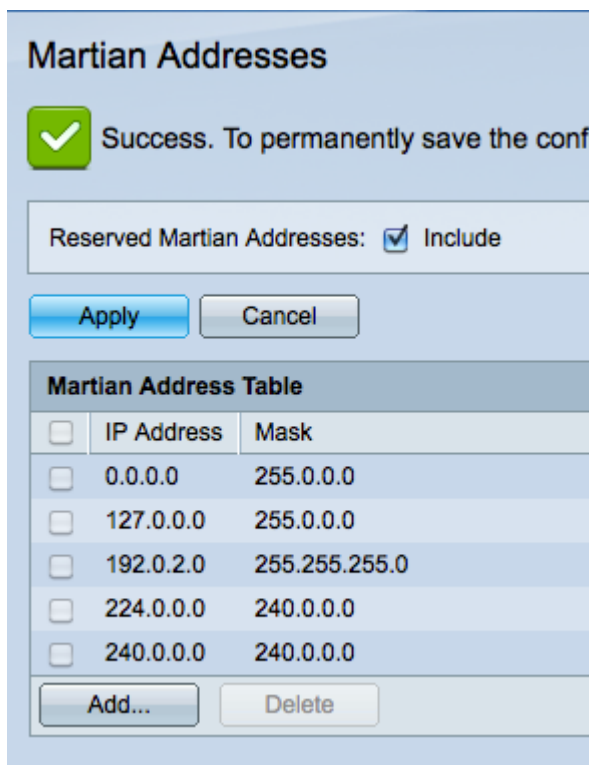 Martian Addresses
Success. To permanently save the conf
Reserved Martian Addresses: Include
Apply Cancel
Martian Address Table
IP Address Mask
0.0.0.0 255.0.0.0
127.0.0.0 255.0.0.0
192.0.2.0 255.255.255.0
224.0.0.0 240.0.0.0
240.0.0.0 240.0.0.0
Add... Delete